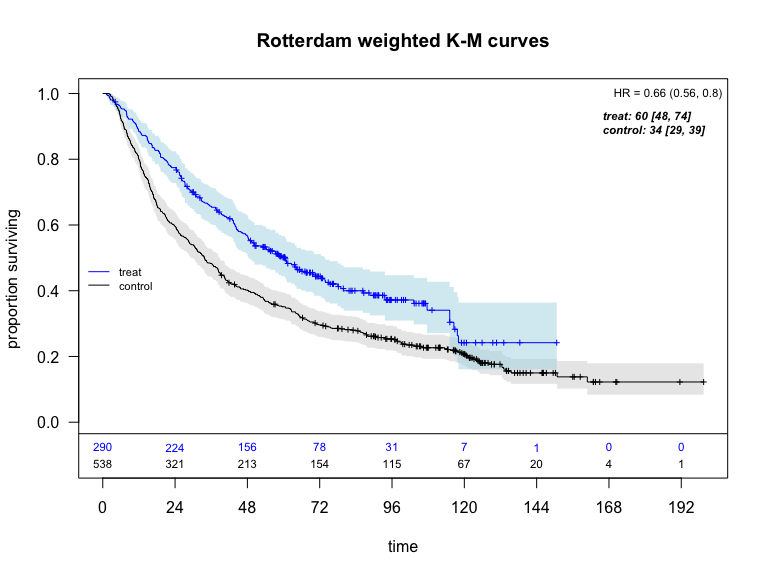 Rotterdam weighted K-M curves
HR = 0.66 (0.56, 0.8)
treat: 60 [48, 74]
control: 34 [29, 39]
proportion surviving
1.0
0.8
0.6
0.4
0.2
0.0
treat
control
290 224 156 78 31 7 1 0 0
538 321 213 154 115 67 20 4 1
0 24 48 72 96 120 144 168 192
time